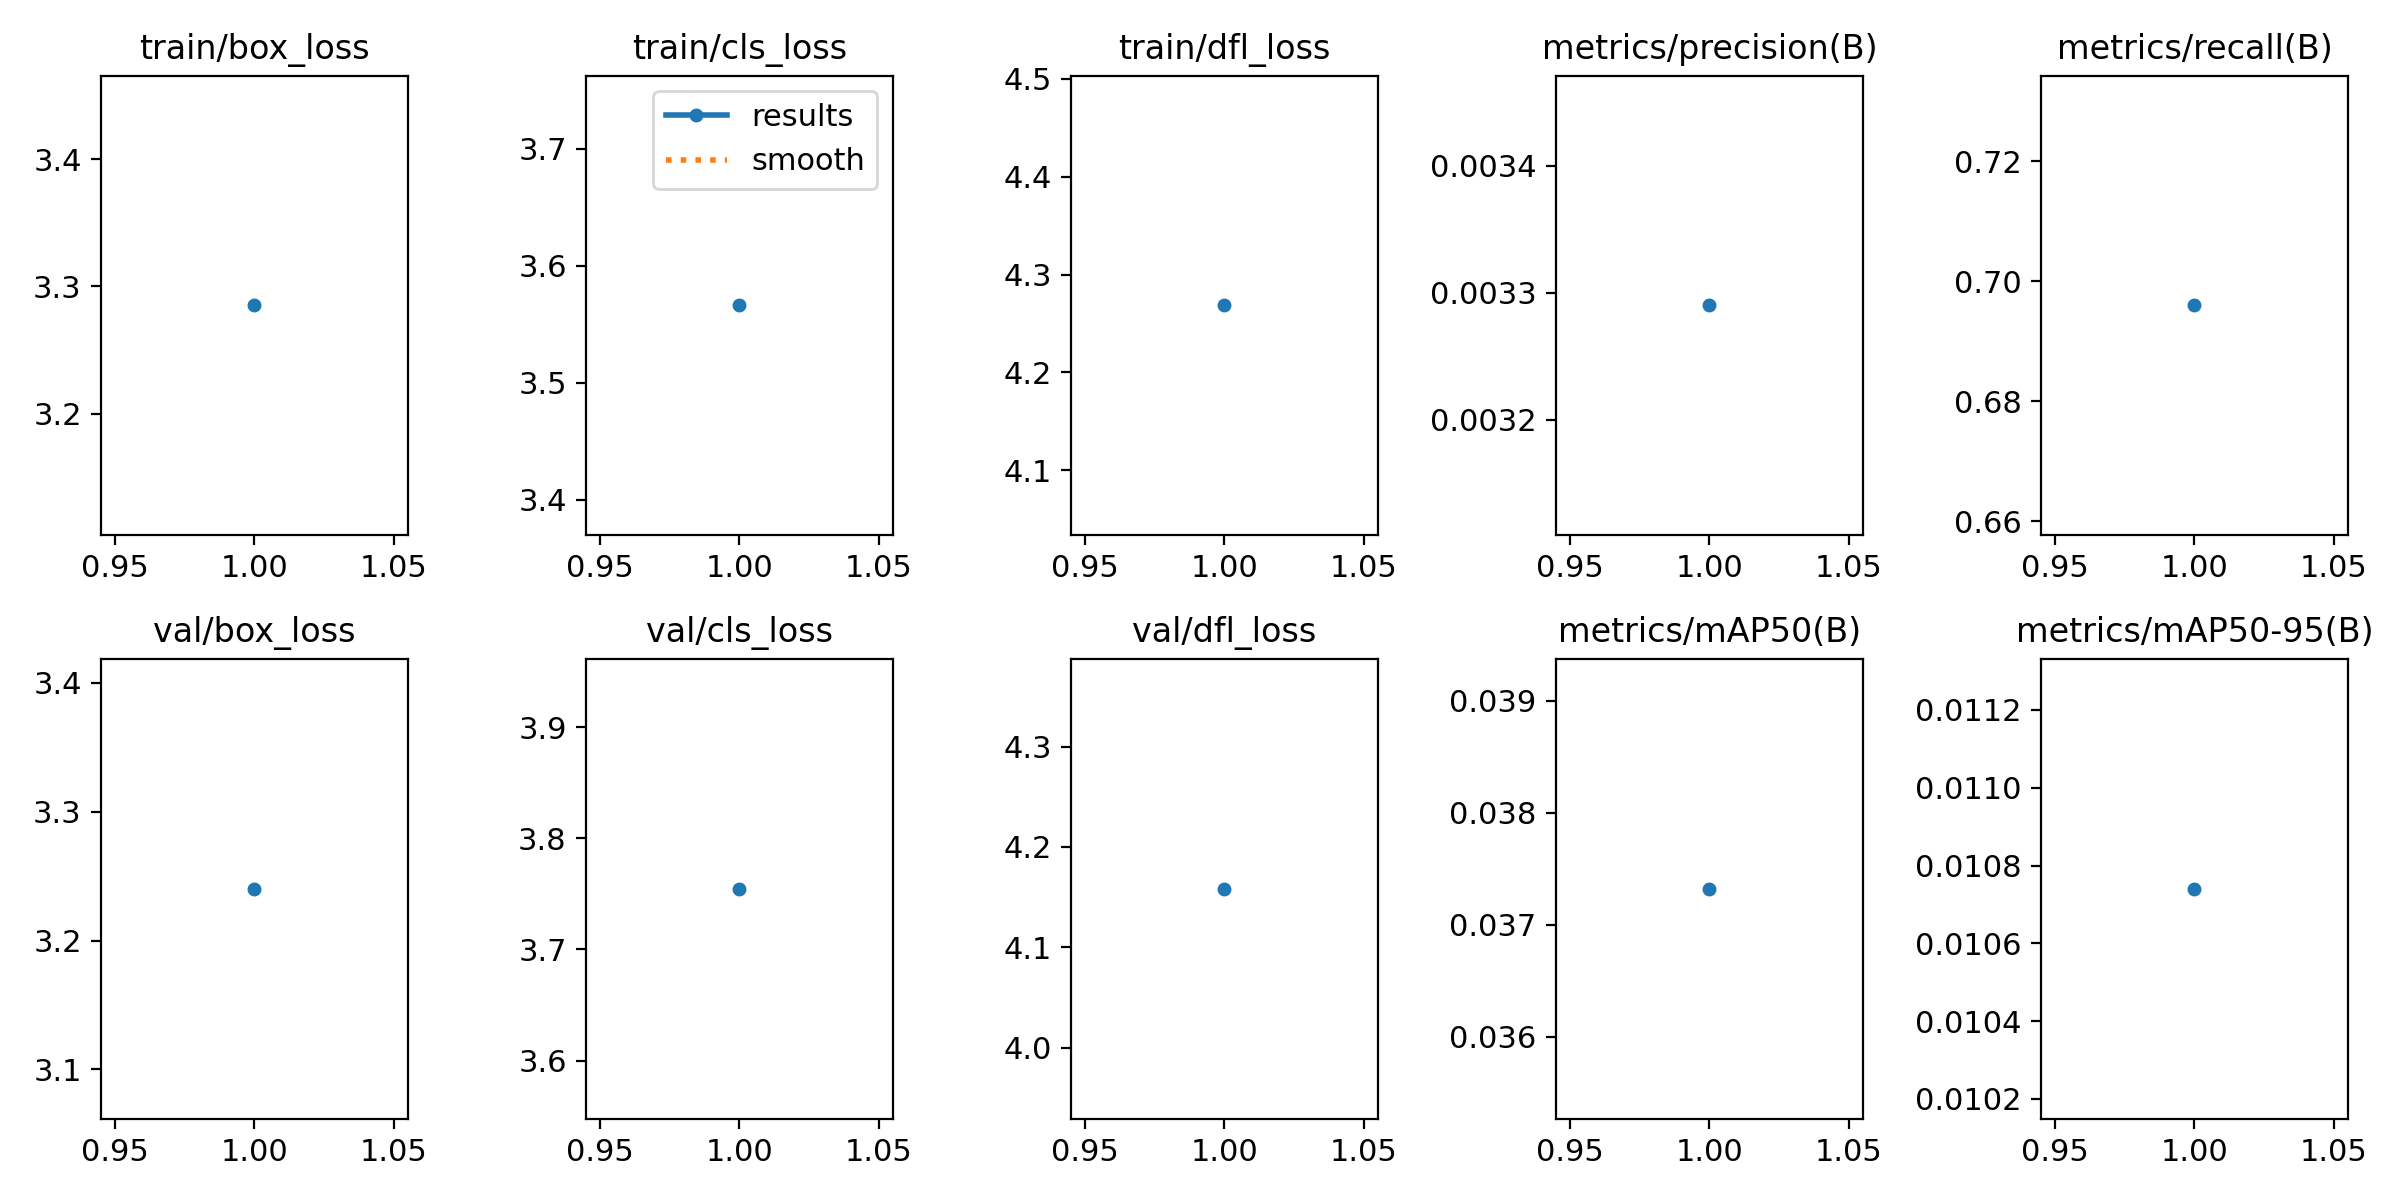 train/box_loss
3.4
3.3
3.2
0.95 1.00 1.05
train/cls_loss
results
smooth
3.7
3.6
3.5
3.4
0.95 1.00 1.05
train/dfl_loss
4.5
4.4
4.3
4.2
4.1
0.95 1.00 1.05
metrics/precision(B)
0.0034
0.0033
0.0032
0.95 1.00 1.05
metrics/recall(B)
0.72
0.70
0.68
0.66
0.95 1.00 1.05
val/box_loss
3.4
3.3
3.2
3.1
0.95 1.00 1.05
val/cls_loss
3.9
3.8
3.7
3.6
0.95 1.00 1.05
val/dfl_loss
4.3
4.2
4.1
4.0
0.95 1.00 1.05
metrics/mAP50(B)
0.039
0.038
0.037
0.036
0.95 1.00 1.05
metrics/mAP50-95(B)
0.0112
0.0110
0.0108
0.0106
0.0104
0.0102
0.95 1.00 1.05